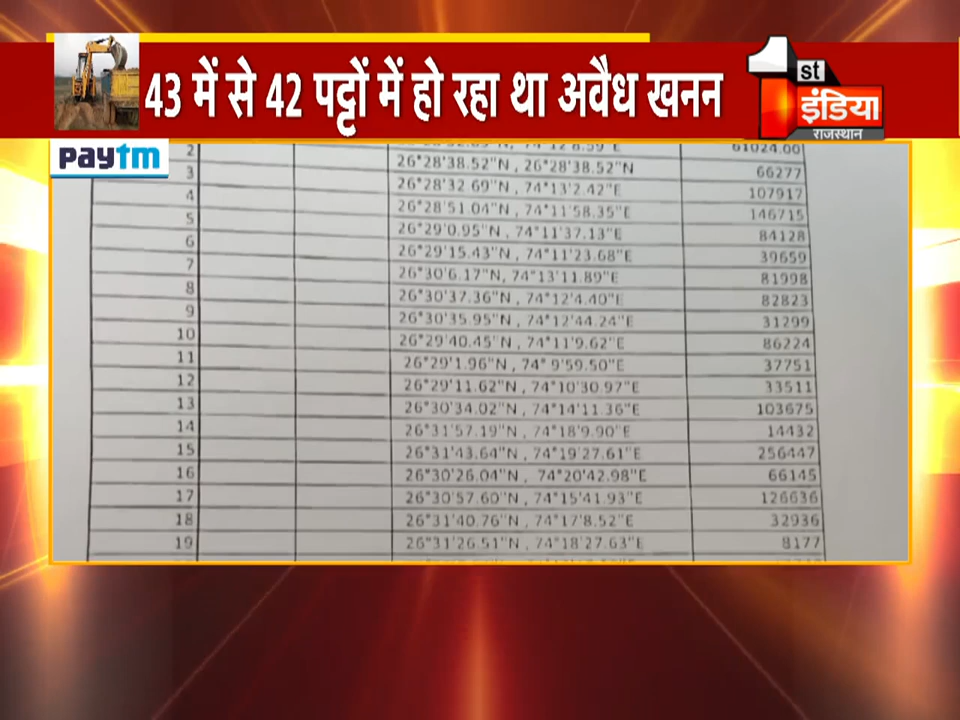 43 में से 42 पट्टों में हो रहा था अवैध खनन
1st
इंडिया
राजस्थान
paytm
61024.00
2 26°28'38.52"N , 26°28'38.52"N 66277
3 26°28'32.69"N , 74°13'2.42"E 107917
4 26°28'51.04"N , 74°11'58.35"E 146715
5 26°29'0.95"N , 74°11'37.13"E 84128
6 26°29'15.43"N , 74°11'23.68"E 39659
7 26°30'6.17"N, 74°13'11.89"E 81998
8 26°30'37.36"N , 74°12'4.40"E 82823
9 26°30'35.95"N , 74°12'44.24"E 31299
10 26°29'40.45"N , 74°11'9.62"E 86224
11 26°29'1.96"N , 74° 9'59.50"E 37751
12 26°29'11.62"N , 74°10'30.97"E 33511
13 26°30'34.02"N , 74°14'11.36"E 103675
14 26°31'57.19"N , 74°18'9.90"E 14432
15 26°31'43.64"N , 74°19'27.61"E 256447
16 26°30'26.04"N , 74°20'42.98"E 66145
17 26°30'57.60"N , 74°15'41.93"E 126636
18 26°31'40.76"N , 74°17'8.52"E 32936
19 26°31'26.51"N , 74°18'27.63"E 8177